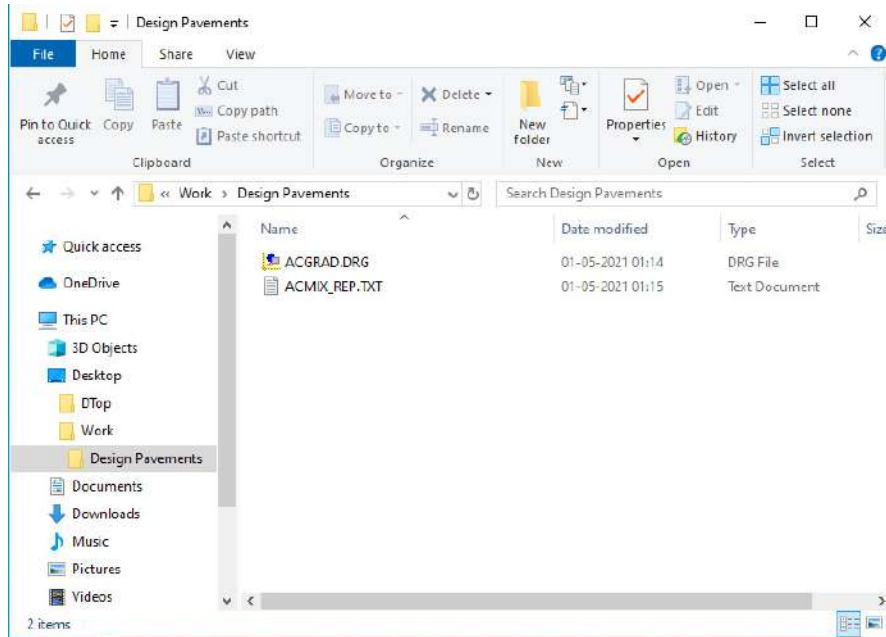 Design Pavements
File Home Share View
Pin to Quick access
Copy
Paste
Cut
Copy path
Paste shortcut
Clipboard
Move to
Copy to
Delete
Rename
Organize
New folder
New
Properties
Open
Edit
History
Open
Select all
Select none
Invert selection
Select
« Work › Design Pavements
Search Design Pavements
Name Date modified Type Size
ACGRAD.DRG 01-05-2021 01:14 DRG File
ACMIX_REP.TXT 01-05-2021 01:15 Text Document
Quick access
OneDrive
This PC
3D Objects
Desktop
DTop
Work
Design Pavements
Documents
Downloads
Music
Pictures
Videos
2 items